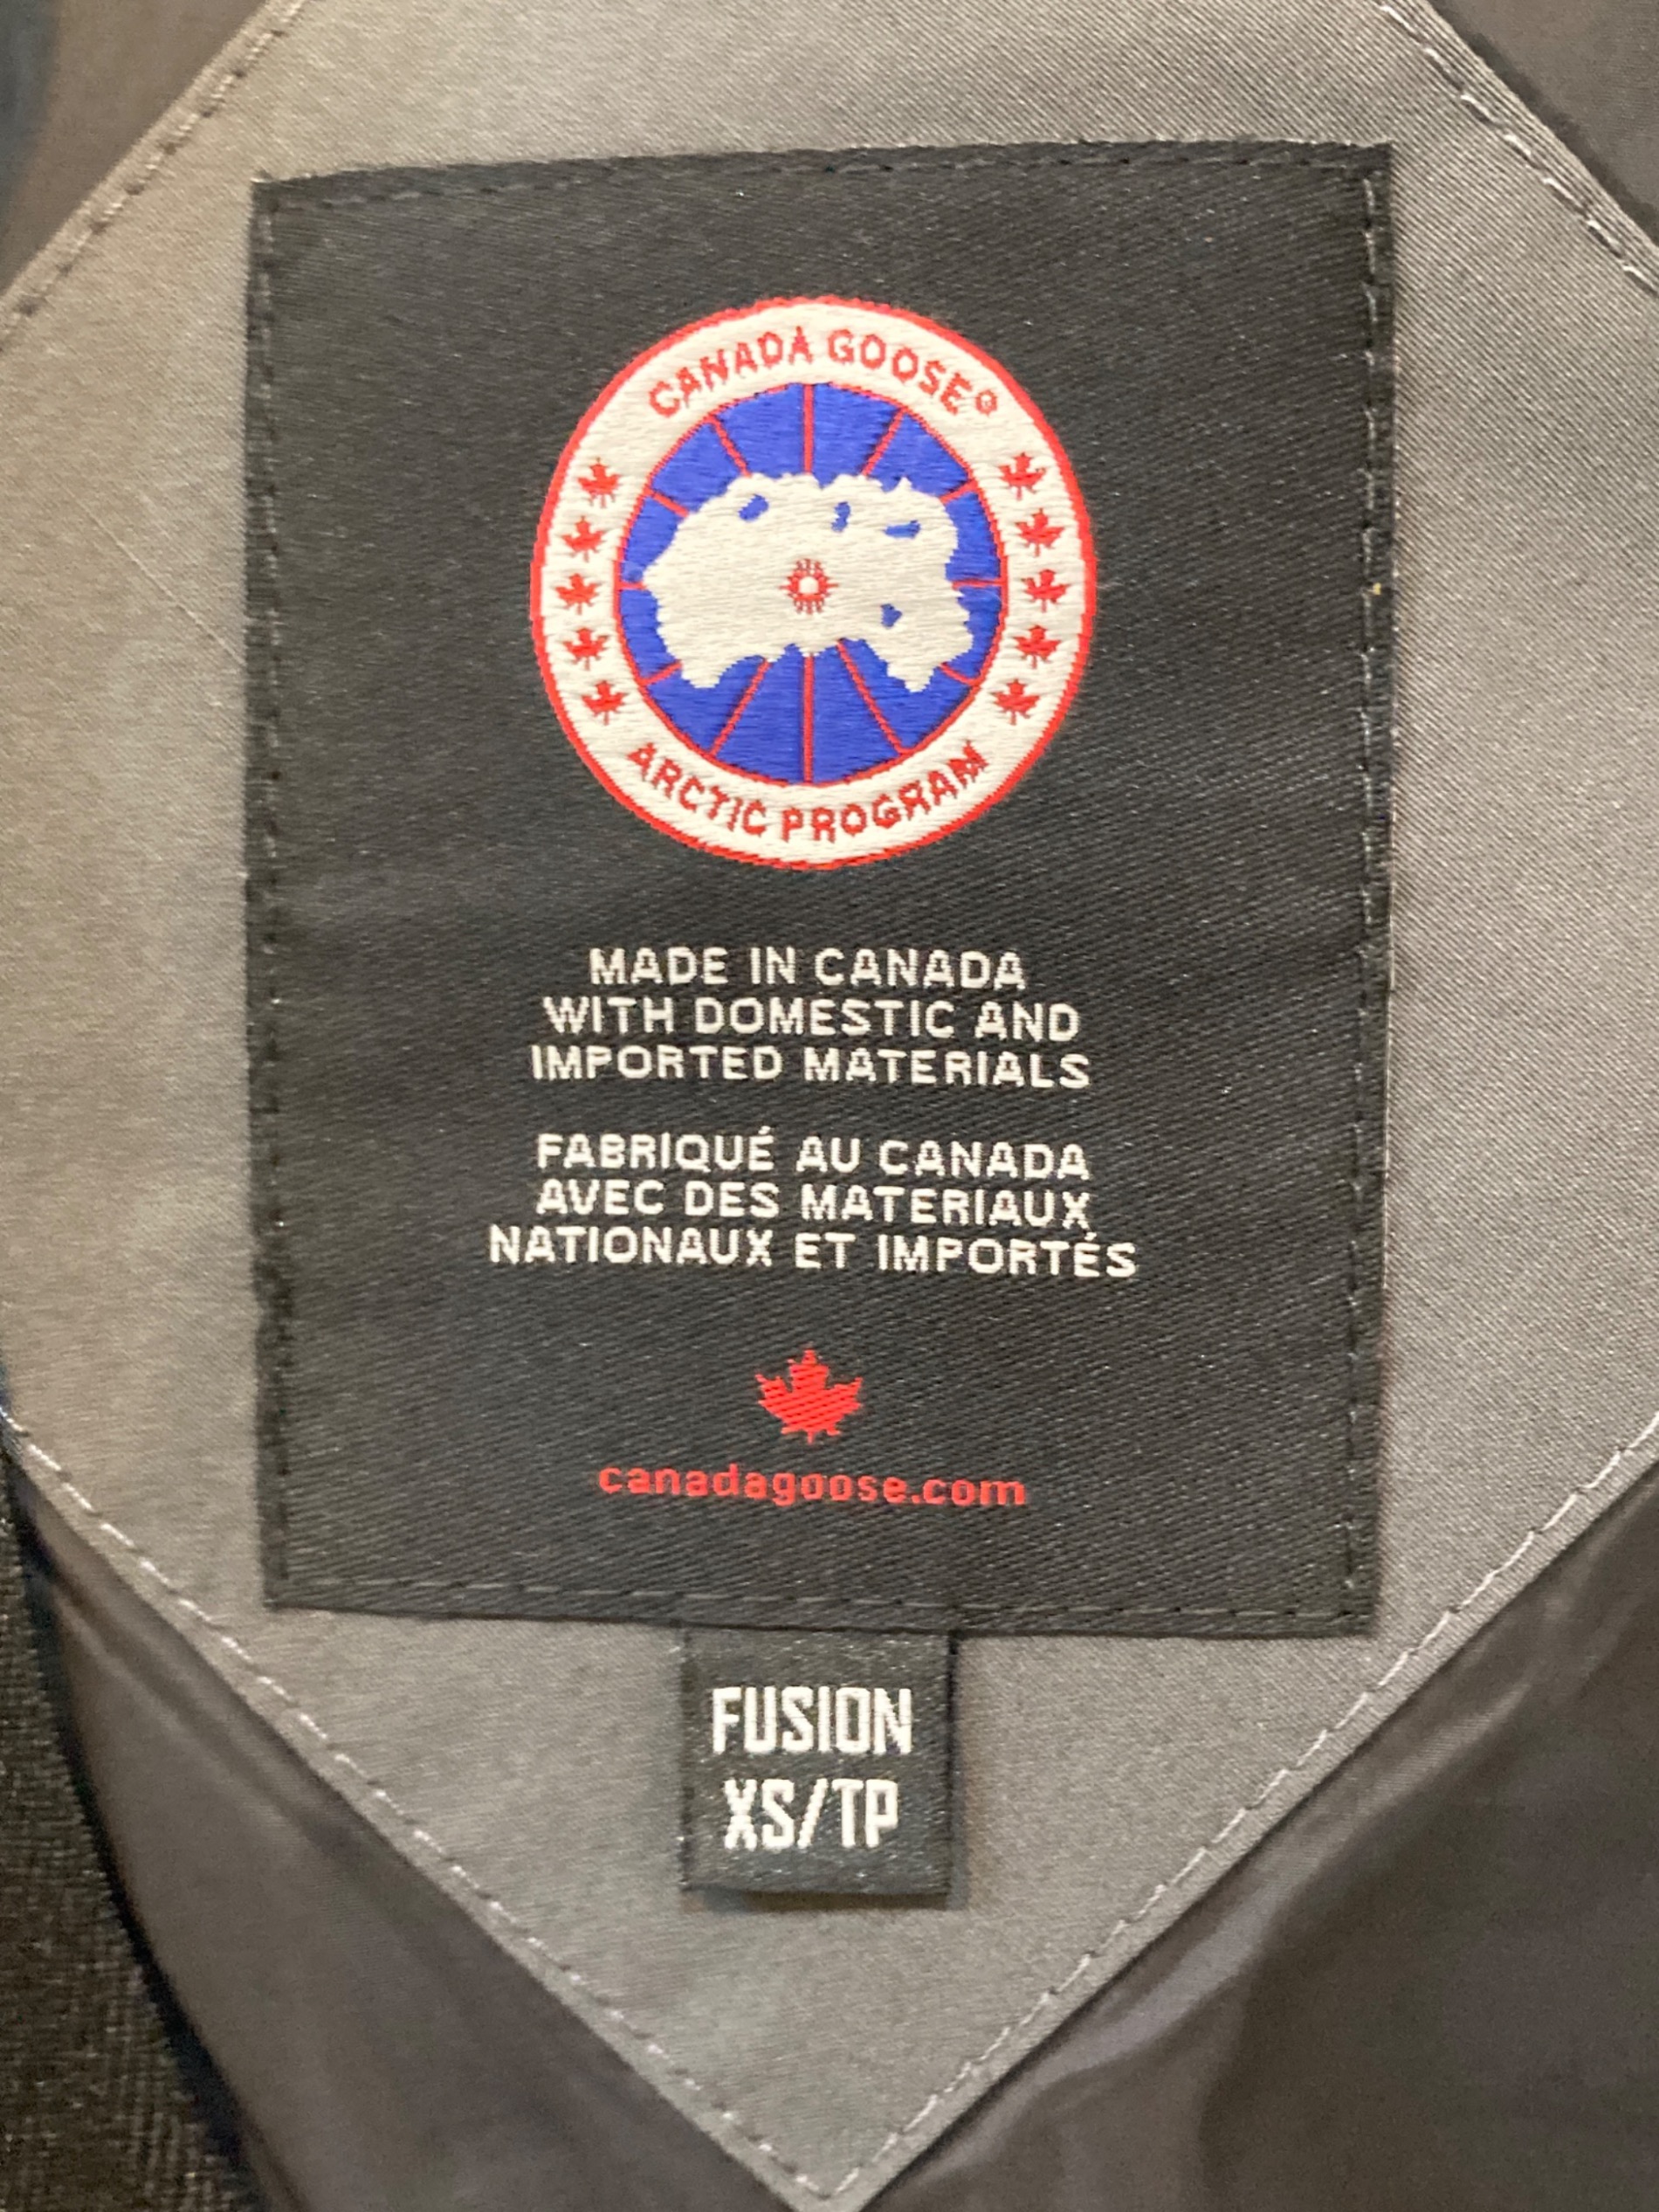 CANADA GOOSE®
ARCTIC PROGRAM
MADE IN CANADA
WITH DOMESTIC AND
IMPORTED MATERIALS
FABRIQUÉ AU CANADA
AVEC DES MATERIAUX
NATIONAUX ET IMPORTÉS
canadagoose.com
FUSION
XS/TP